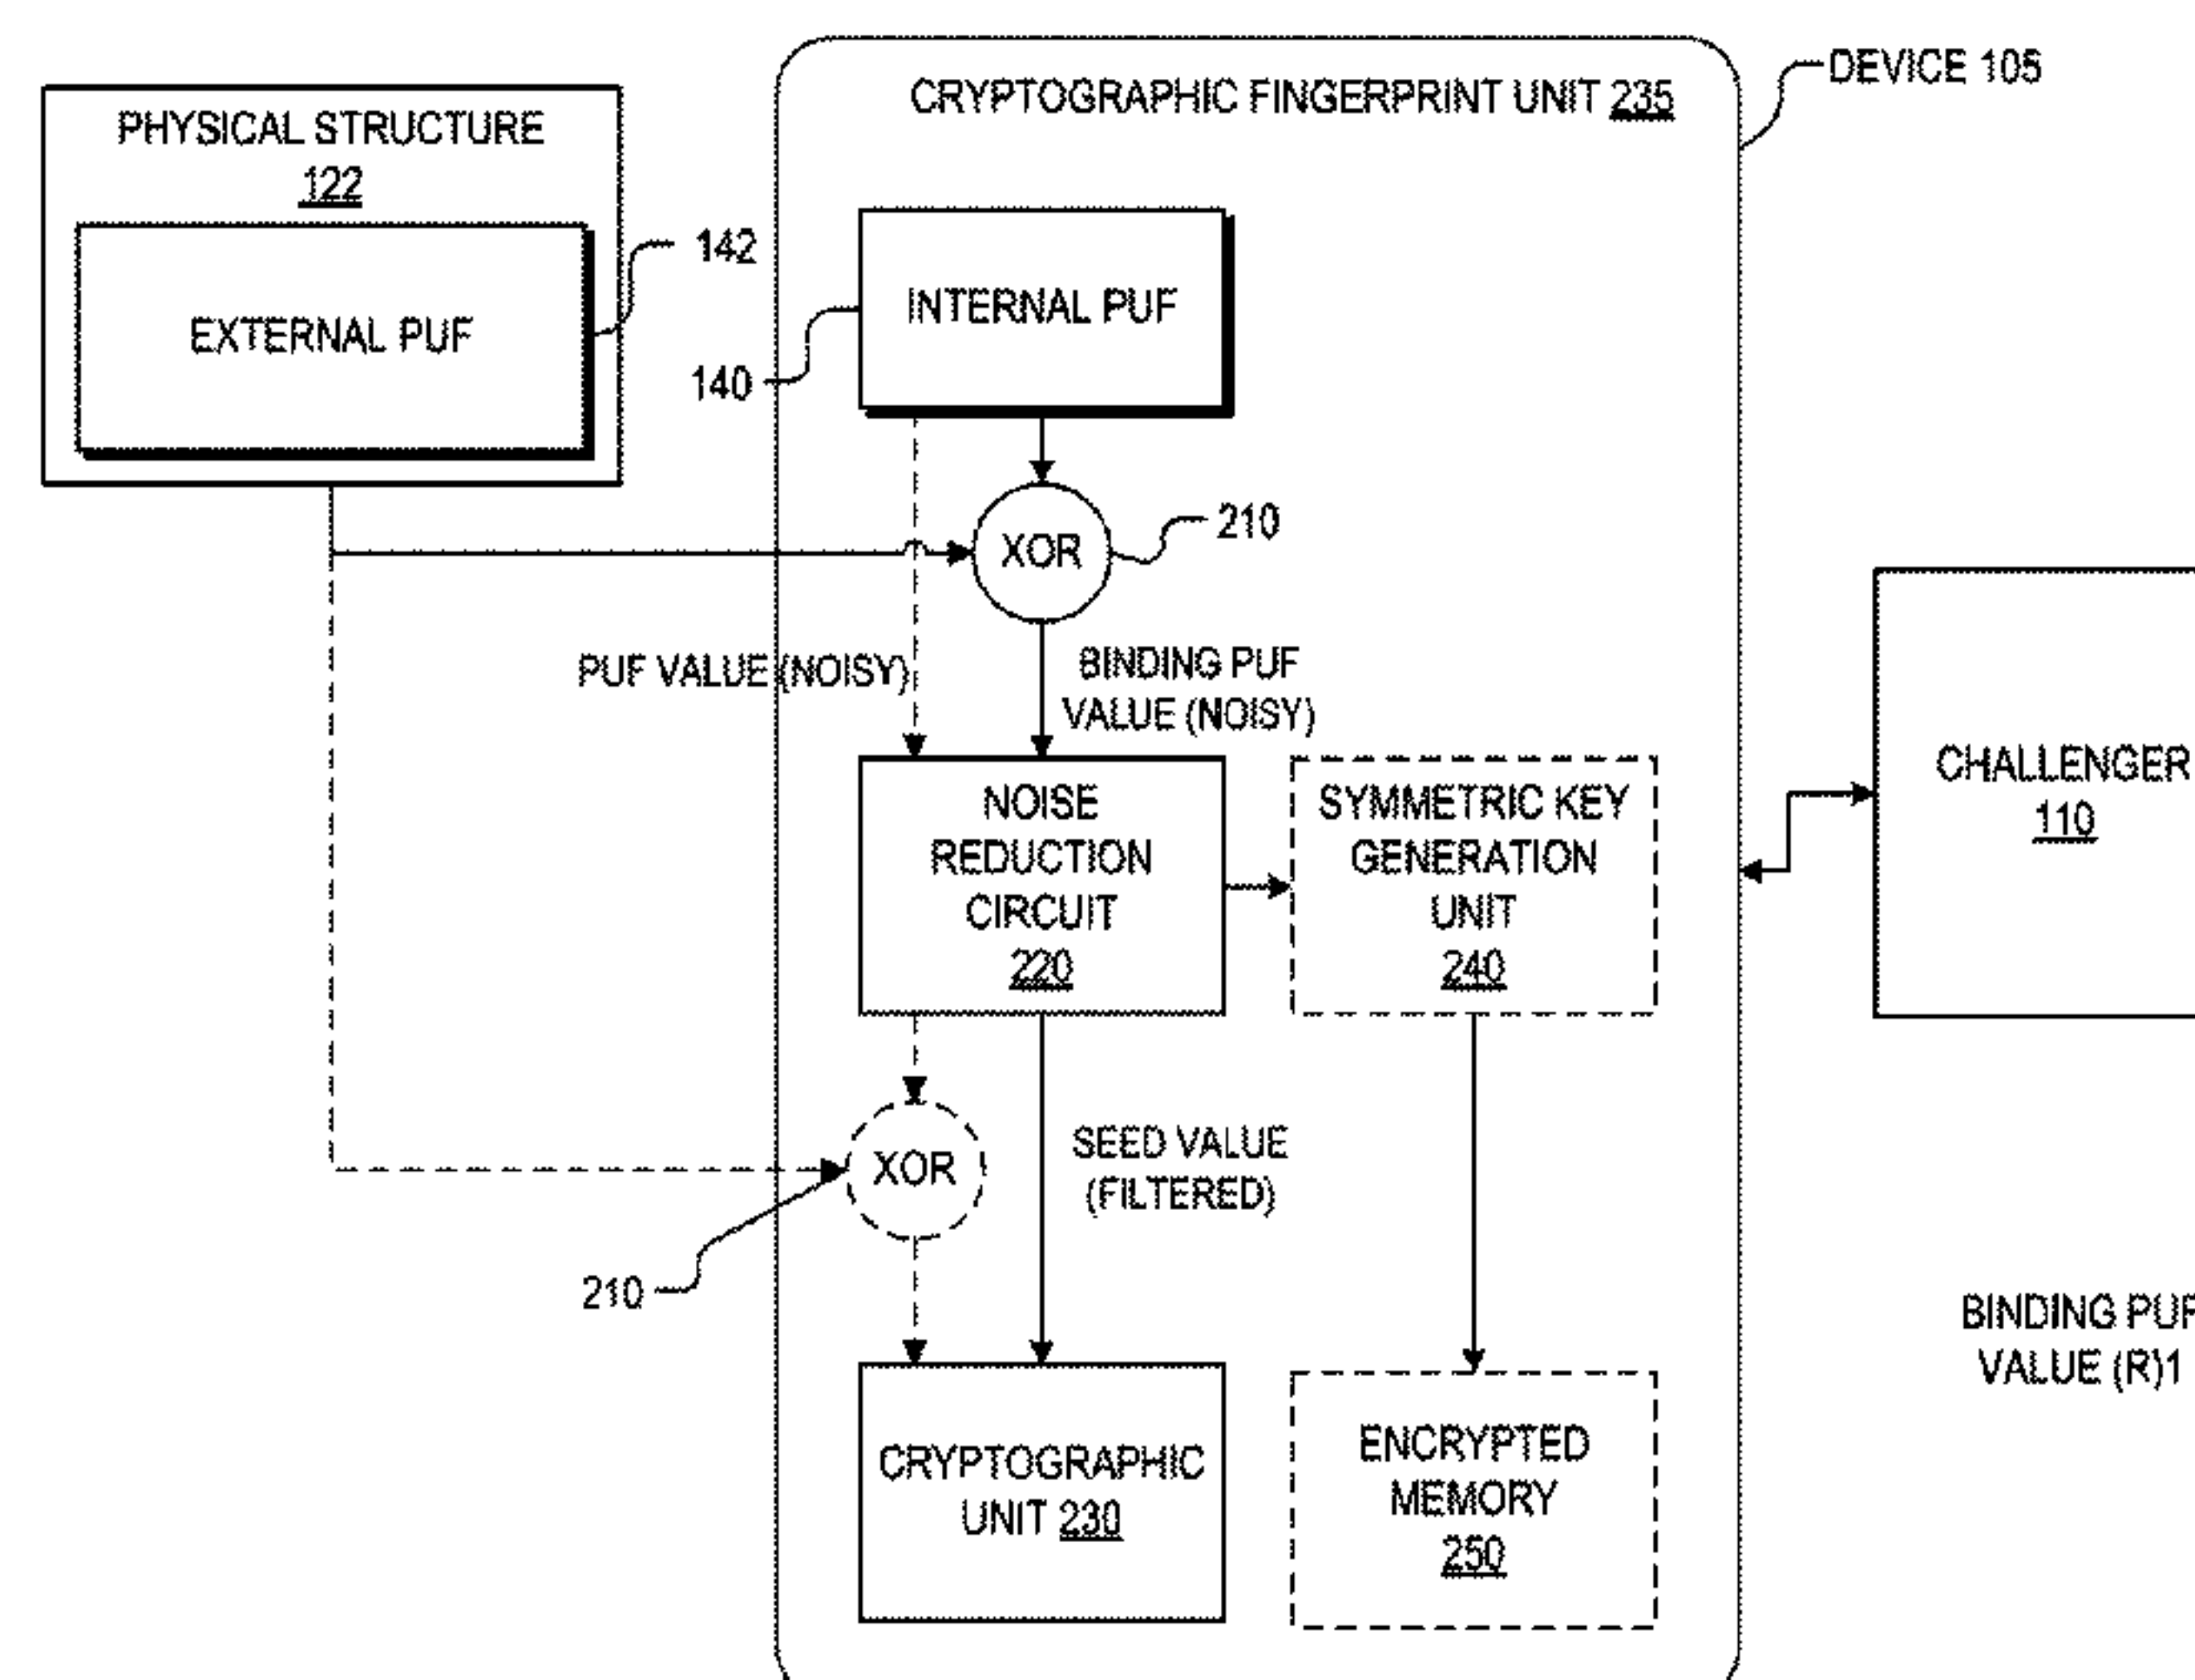 DEVICE 105
CRYPTOGRAPHIC FINGERPRINT UNIT 235
PHYSICAL STRUCTURE
122
EXTERNAL PUF
142
INTERNAL PUF
140
XOR
210
PUF VALUE (NOISY)
BINDING PUF
VALUE (NOISY)
NOISE
REDUCTION
CIRCUIT
220
SYMMETRIC KEY
GENERATION
UNIT
240
CHALLENGER
110
XOR
210
SEED VALUE
(FILTERED)
BINDING PUF
VALUE (R)1
CRYPTOGRAPHIC
UNIT 230
ENCRYPTED
MEMORY
250